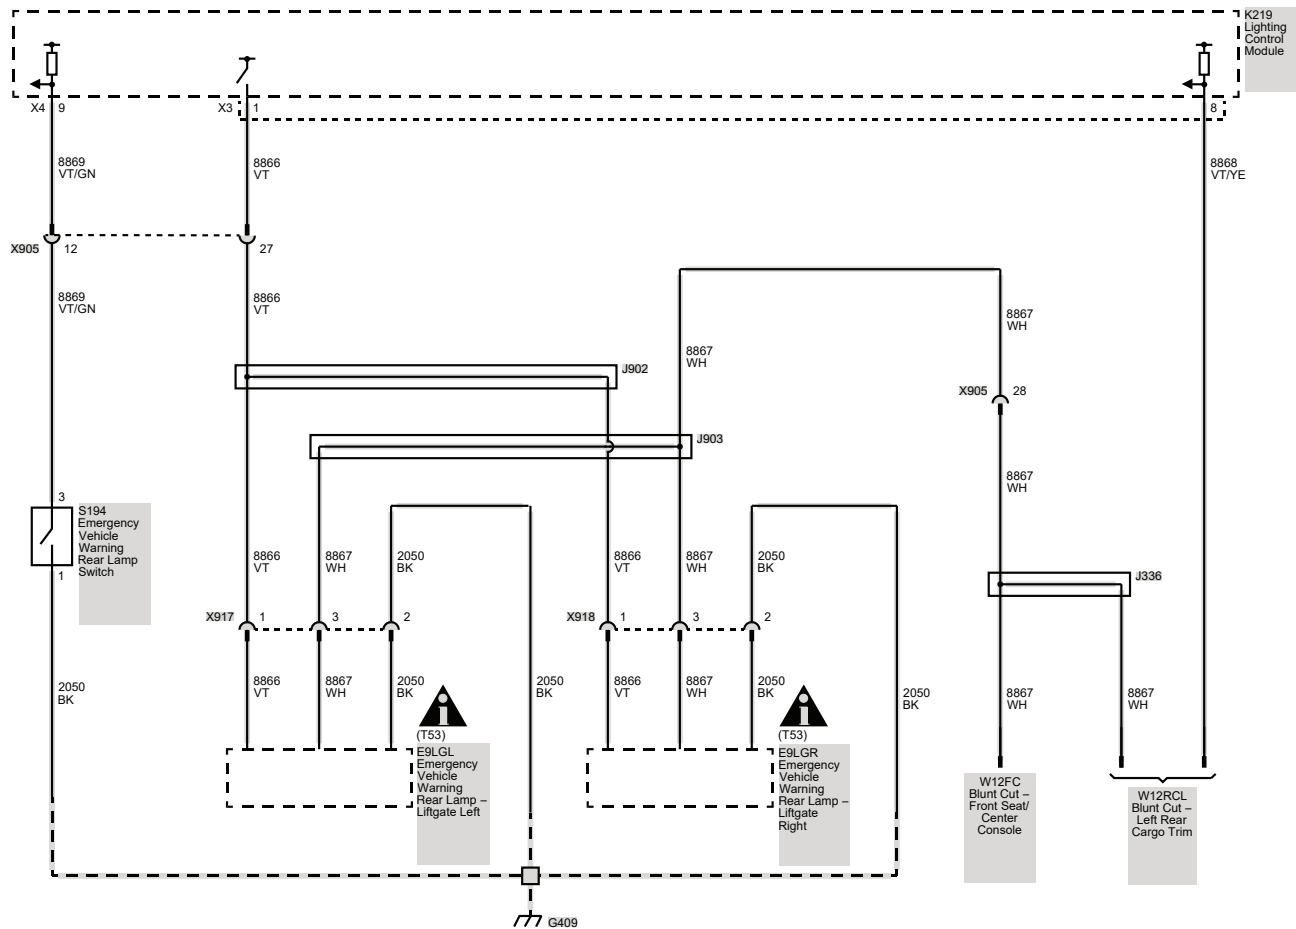 K219
Lighting
Control
Module
X4 9
X3 1
8
8869
VT/GN
8866
VT
8868
VT/YE
X905 12
27
8869
VT/GN
8866
VT
8867
WH
8867
WH
J902
X905 28
J903
8867
WH
3
S194
Emergency
Vehicle
Warning
Rear Lamp
Switch
1
8866
VT
8867
WH
2050
BK
8866
VT
8867
WH
2050
BK
J336
X917 1 3 2
X918 1 3 2
2050
BK
8866
VT
8867
WH
2050
BK
2050
BK
8866
VT
8867
WH
2050
BK
2050
BK
8867
WH
8867
WH
i
(T53)
E9LGL
Emergency
Vehicle
Warning
Rear Lamp –
Liftgate Left
i
(T53)
E9LGR
Emergency
Vehicle
Warning
Rear Lamp –
Liftgate
Right
W12FC
Blunt Cut –
Front Seat/
Center
Console
W12RCL
Blunt Cut –
Left Rear
Cargo Trim
G409